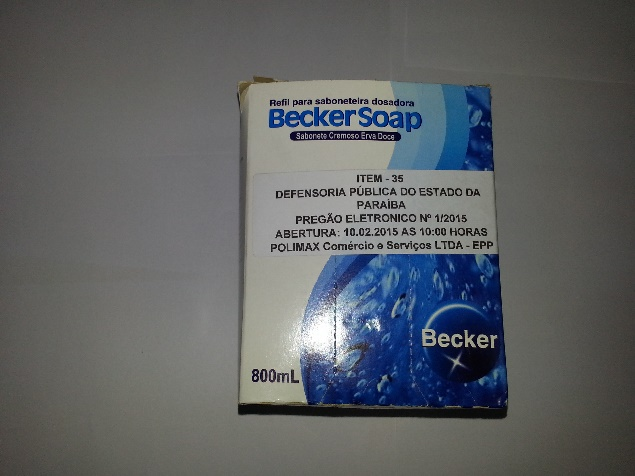 Refil para saboneteira dosadora
BeckerSoap
Sabonete Cremoso Erva Doce
ITEM - 35
DEFENSORIA PÚBLICA DO ESTADO DA
PARAÍBA
PREGÃO ELETRONICO Nº 1/2015
ABERTURA: 10.02.2015 AS 10:00 HORAS
POLIMAX Comércio e Serviços LTDA - EPP
Becker
800mL